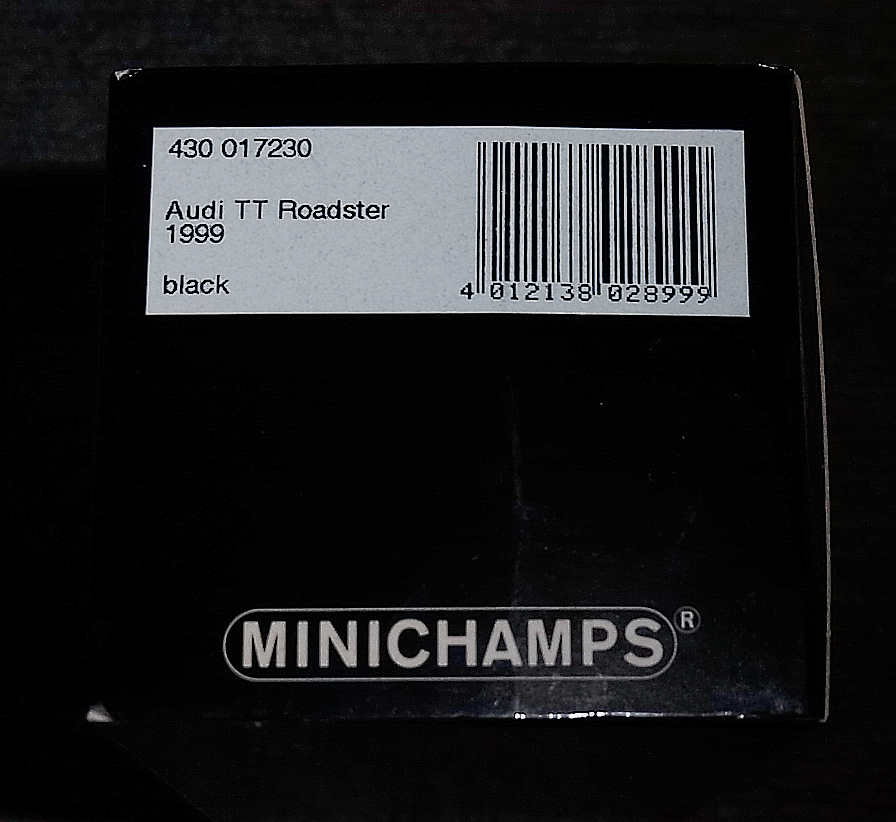 430 017230
Audi TT Roadster
1999
black
4 012138 028999
MINICHAMPS®